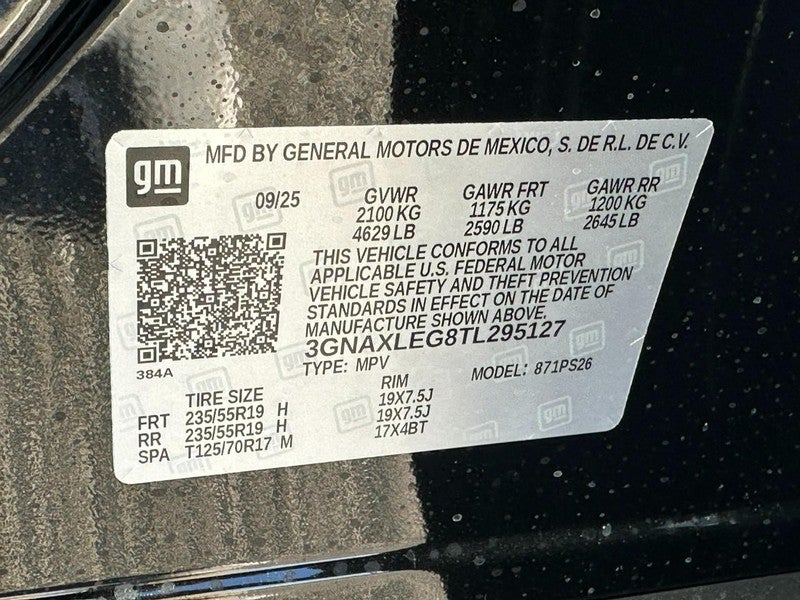 gm MFD BY GENERAL MOTORS DE MEXICO, S. DE R.L. DE C.V.
09/25 GVWR GAWR FRT GAWR RR
2100 KG 1175 KG 1200 KG
4629 LB 2590 LB 2645 LB
THIS VEHICLE CONFORMS TO ALL
APPLICABLE U.S. FEDERAL MOTOR
VEHICLE SAFETY AND THEFT PREVENTION
STANDARDS IN EFFECT ON THE DATE OF
MANUFACTURE SHOWN ABOVE.
3GNAXLEG8TL295127
384A
TYPE: MPV MODEL: 871PS26
TIRE SIZE RIM
FRT 235/55R19 H 19X7.5J
RR 235/55R19 H 19X7.5J
SPA T125/70R17 M 17X4BT